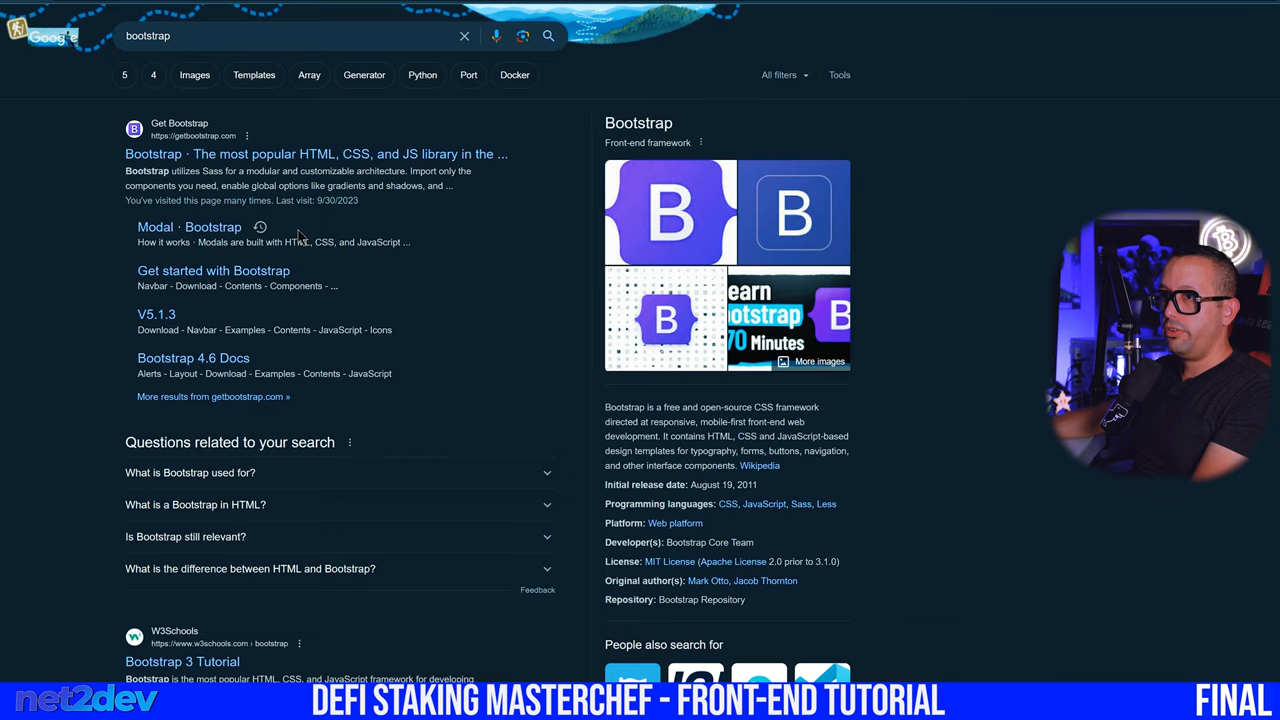 Google
bootstrap
5
4
Images
Templates
Array
Generator
Python
Port
Docker
All filters
Tools
Get Bootstrap
https://getbootstrap.com
Bootstrap · The most popular HTML, CSS, and JS library in the ...
Bootstrap utilizes Sass for a modular and customizable architecture. Import only the
components you need, enable global options like gradients and shadows, and ...
You've visited this page many times. Last visit: 9/30/2023
Modal · Bootstrap
How it works · Modals are built with HTML, CSS, and JavaScript ...
Get started with Bootstrap
Navbar - Download - Contents - Components - ...
V5.1.3
Download - Navbar - Examples - Contents - JavaScript - Icons
Bootstrap 4.6 Docs
Alerts - Layout - Download - Examples - Contents - JavaScript
More results from getbootstrap.com »
Questions related to your search
What is Bootstrap used for?
What is a Bootstrap in HTML?
Is Bootstrap still relevant?
What is the difference between HTML and Bootstrap?
Feedback
W3Schools
https://www.w3schools.com › bootstrap
Bootstrap 3 Tutorial
Bootstrap is the most popular HTML, CSS, and JavaScript framework for developing
Bootstrap
Front-end framework
B
B
B
earn
ootstrap
70 Minutes
B
More images
Bootstrap is a free and open-source CSS framework
directed at responsive, mobile-first front-end web
development. It contains HTML, CSS and JavaScript-based
design templates for typography, forms, buttons, navigation,
and other interface components. Wikipedia
Initial release date: August 19, 2011
Programming languages: CSS, JavaScript, Sass, Less
Platform: Web platform
Developer(s): Bootstrap Core Team
License: MIT License (Apache License 2.0 prior to 3.1.0)
Original author(s): Mark Otto, Jacob Thornton
Repository: Bootstrap Repository
People also search for
net2dev
DEFI STAKING MASTERCHEF - FRONT-END TUTORIAL
FINAL